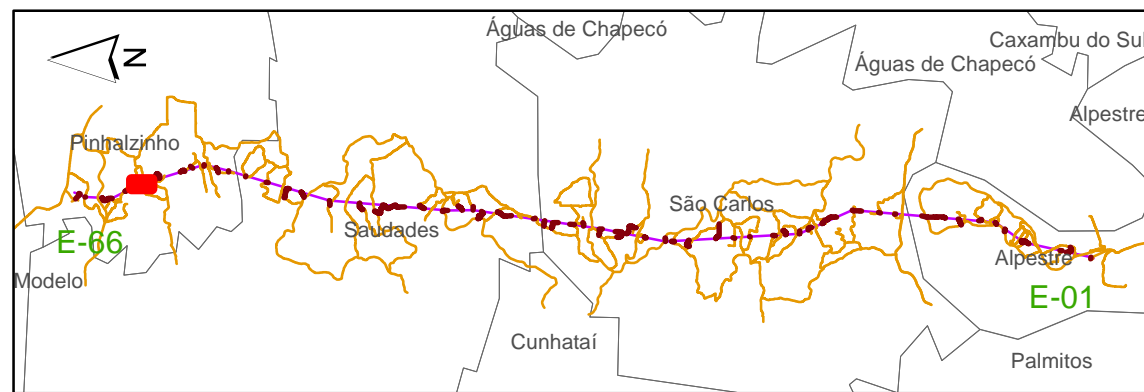 Águas de Chapecó
Caxambu do Sul
Águas de Chapecó
Alpestre
N
Pinhalzinho
São Carlos
Saudades
E-66
Alpestre
Modelo
E-01
Cunhataí
Palmitos